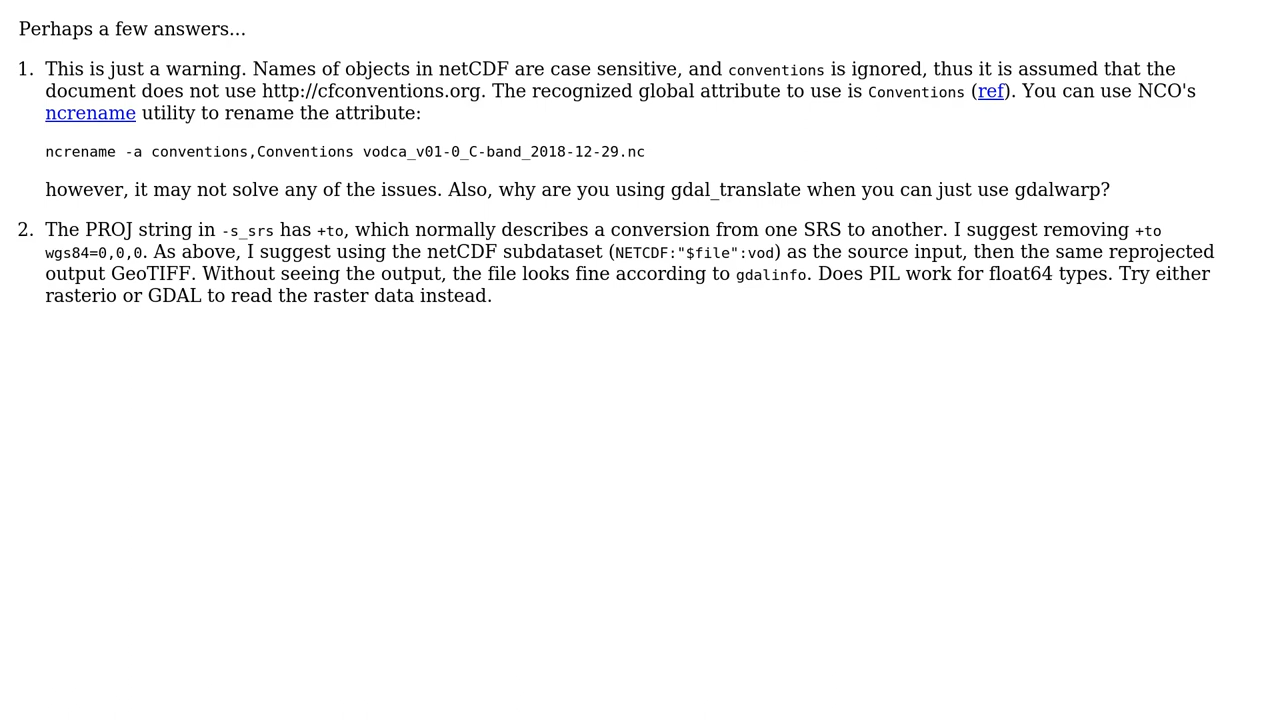 Perhaps a few answers...
1. This is just a warning. Names of objects in netCDF are case sensitive, and conventions is ignored, thus it is assumed that the
document does not use http://cfconventions.org. The recognized global attribute to use is Conventions (ref). You can use NCO's
ncrename utility to rename the attribute:
ncrename -a conventions,Conventions vodca_v01-0_C-band_2018-12-29.nc
however, it may not solve any of the issues. Also, why are you using gdal_translate when you can just use gdalwarp?
2. The PROJ string in -s_srs has +to, which normally describes a conversion from one SRS to another. I suggest removing +to
wgs84=0,0,0. As above, I suggest using the netCDF subdataset (NETCDF:"$file":vod) as the source input, then the same reprojected
output GeoTIFF. Without seeing the output, the file looks fine according to gdalinfo. Does PIL work for float64 types. Try either
rasterio or GDAL to read the raster data instead.